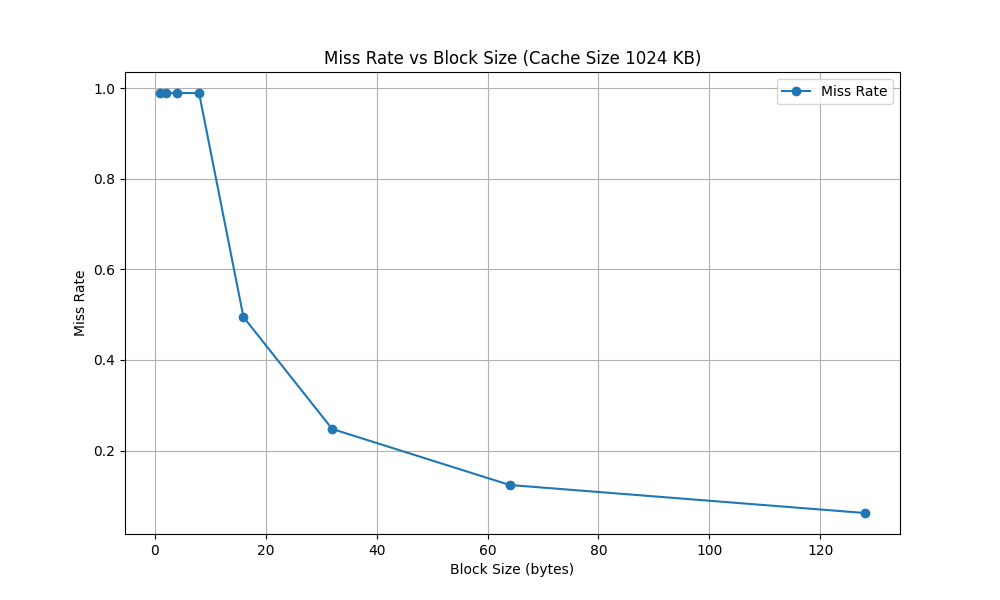 Miss Rate vs Block Size (Cache Size 1024 KB)
Miss Rate
1.0
0.8
0.6
0.4
0.2
Miss Rate
0 20 40 60 80 100 120
Block Size (bytes)